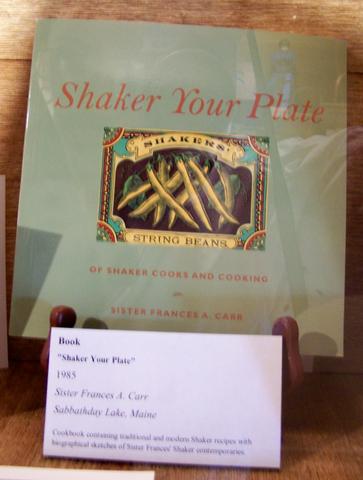 Shaker Your Plate
SHAKERS'
STRING BEANS
OF SHAKER COOKS AND COOKING
SISTER FRANCES A. CARR
Book
"Shaker Your Plate"
1985
Sister Frances A. Carr
Sabbathday Lake, Maine
Cookbook containing traditional and modern Shaker recipes with
biographical sketches of Sister Frances' Shaker contemporaries.